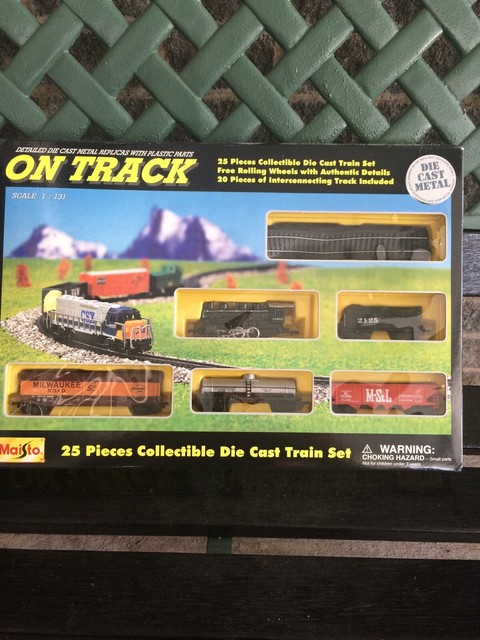 DETAILED DIE CAST METAL REPLICAS WITH PLASTIC PARTS
ON TRACK
25 Pieces Collectible Die Cast Train Set
Free Rolling Wheels with Authentic Details
20 Pieces of Interconnecting Track Included
DIE
CAST
METAL
SCALE 1 : 131
CSX
2125
MILWAUKEE
ROAD
M&StL
Maisto
25 Pieces Collectible Die Cast Train Set
WARNING:
CHOKING HAZARD - Small parts
Not for children under 3 years